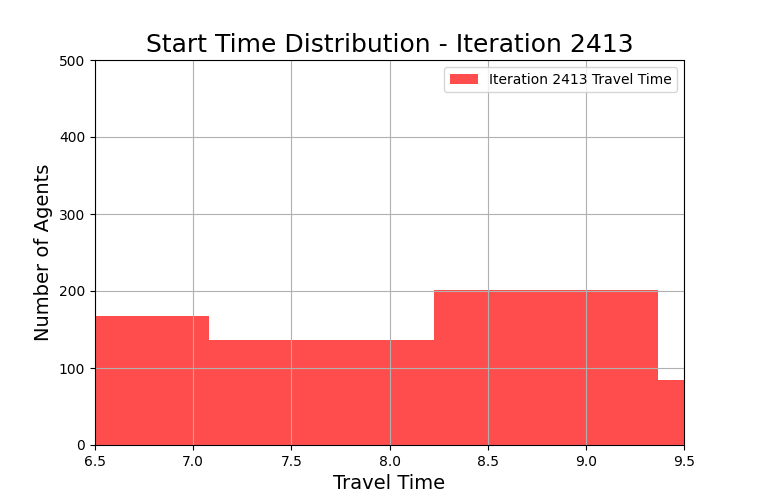 Start Time Distribution - Iteration 2413
Iteration 2413 Travel Time
Number of Agents
500
400
300
200
100
0
6.5 7.0 7.5 8.0 8.5 9.0 9.5
Travel Time